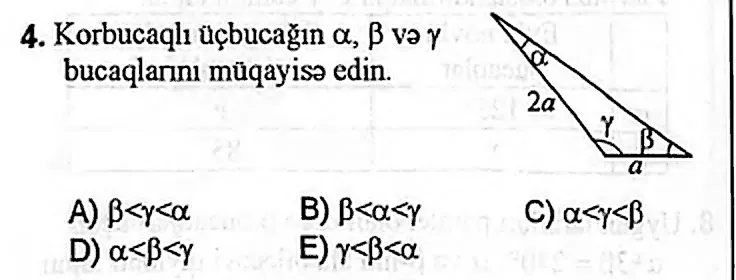 4. Korbucaqlı üçbucağın α, β və γ
bucaqlarını müqayisə edin.
α
2a
γ
β
a
A) β<γ<α B) β<α<γ C) α<γ<β
D) α<β<γ E) γ<β<α